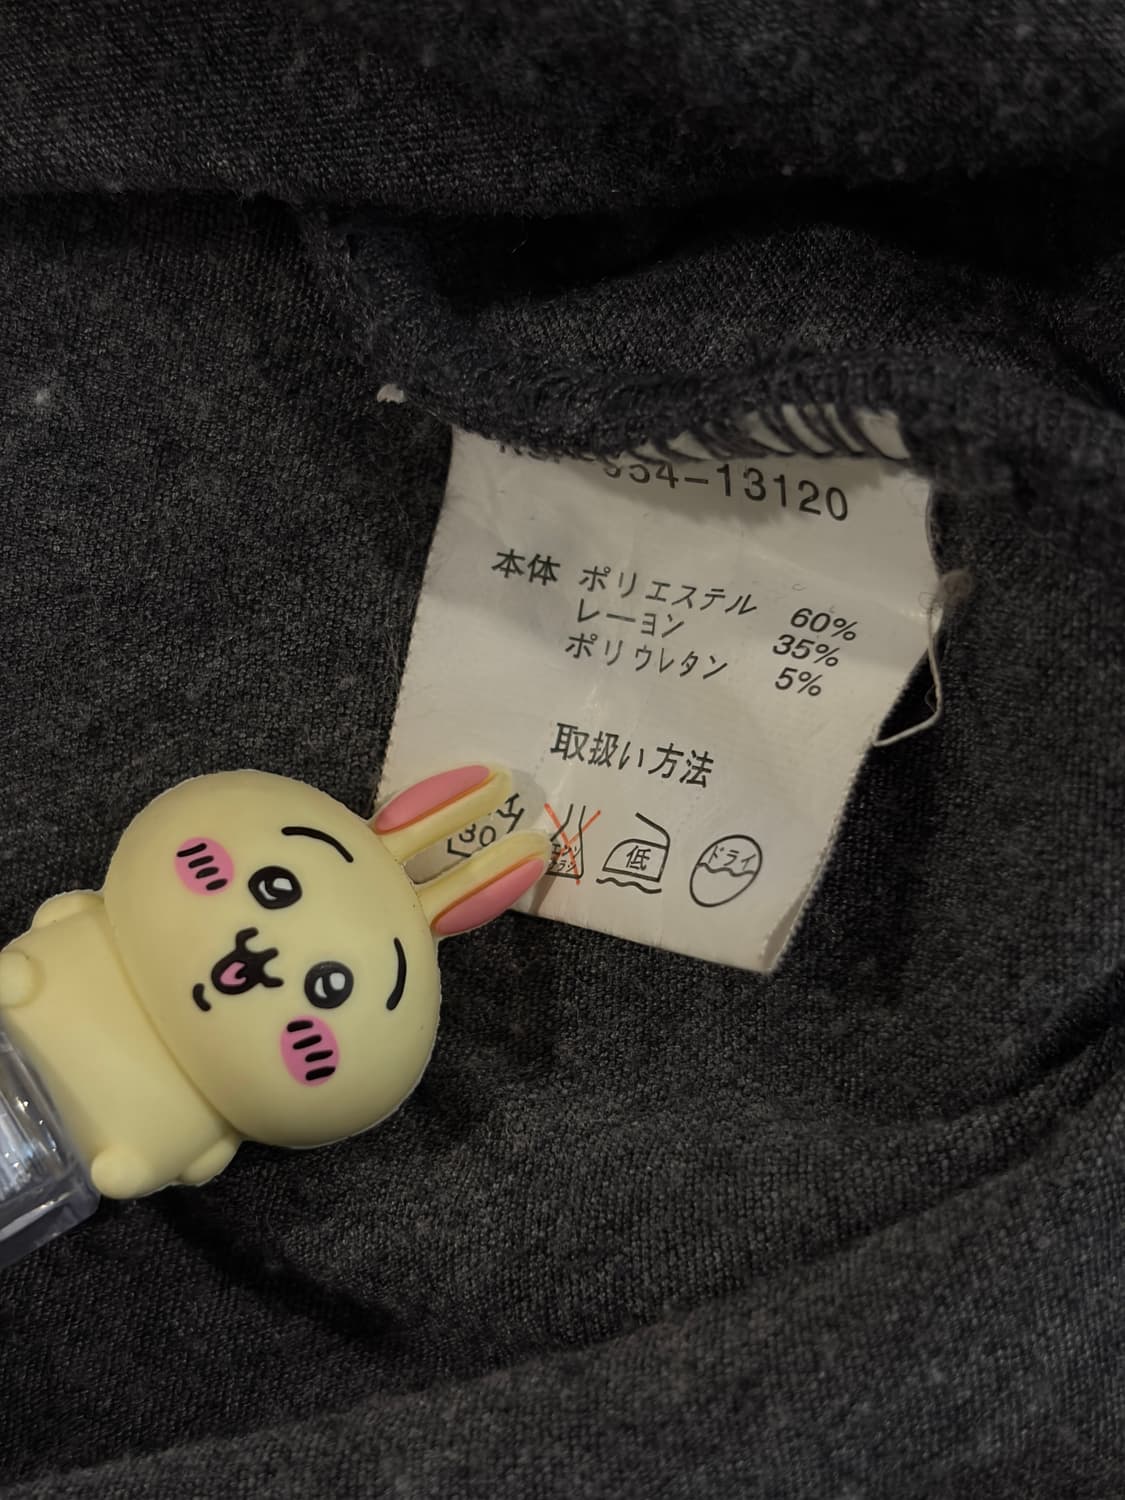 54-13120
本体 ポリエステル 60%
レーヨン 35%
ポリウレタン 5%
取扱い方法
30
低
ドライ